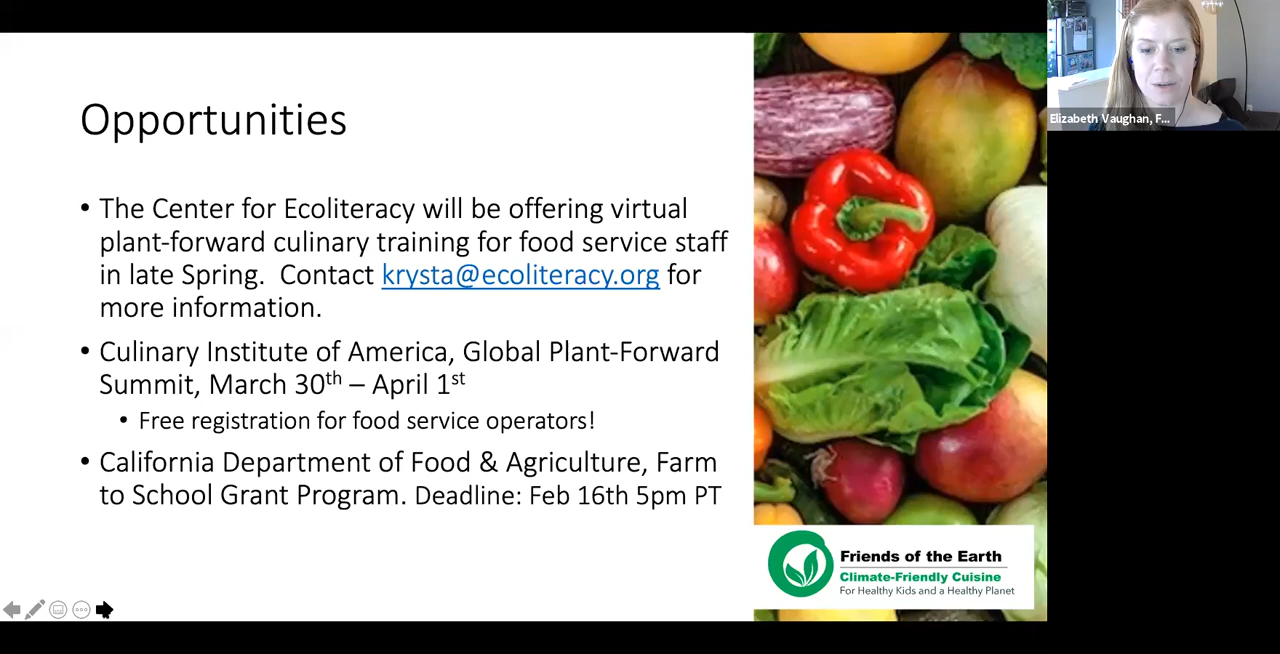 Opportunities
• The Center for Ecoliteracy will be offering virtual
plant-forward culinary training for food service staff
in late Spring.  Contact krysta@ecoliteracy.org for
more information.
• Culinary Institute of America, Global Plant-Forward
Summit, March 30th – April 1st
• Free registration for food service operators!
• California Department of Food & Agriculture, Farm
to School Grant Program. Deadline: Feb 16th 5pm PT
Friends of the Earth
Climate-Friendly Cuisine
For Healthy Kids and a Healthy Planet
Elizabeth Vaughan, F...